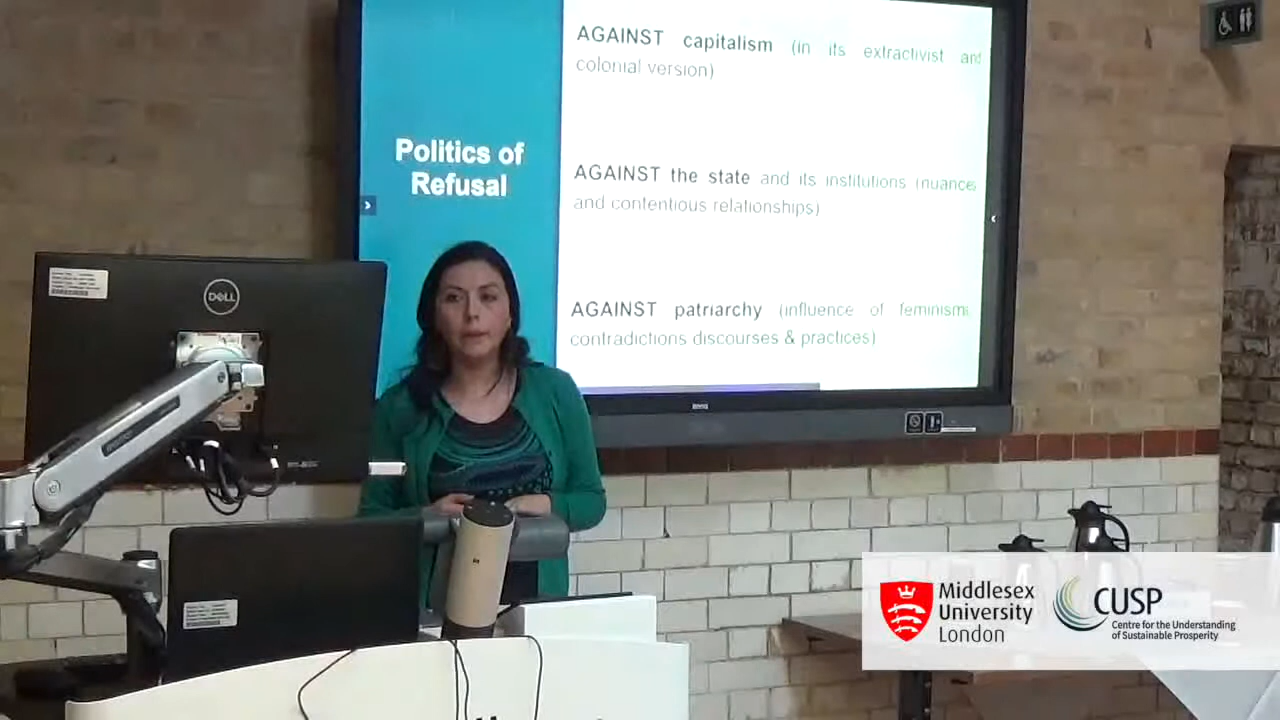 Politics of
Refusal
AGAINST capitalism (in its extractivist and
colonial version)
AGAINST the state and its institutions (nuances
and contentious relationships)
AGAINST patriarchy (influence of feminism,
contradictions discourses & practices)
DELL
BenQ
Middlesex
University
London
CUSP
Centre for the Understanding
of Sustainable Prosperity